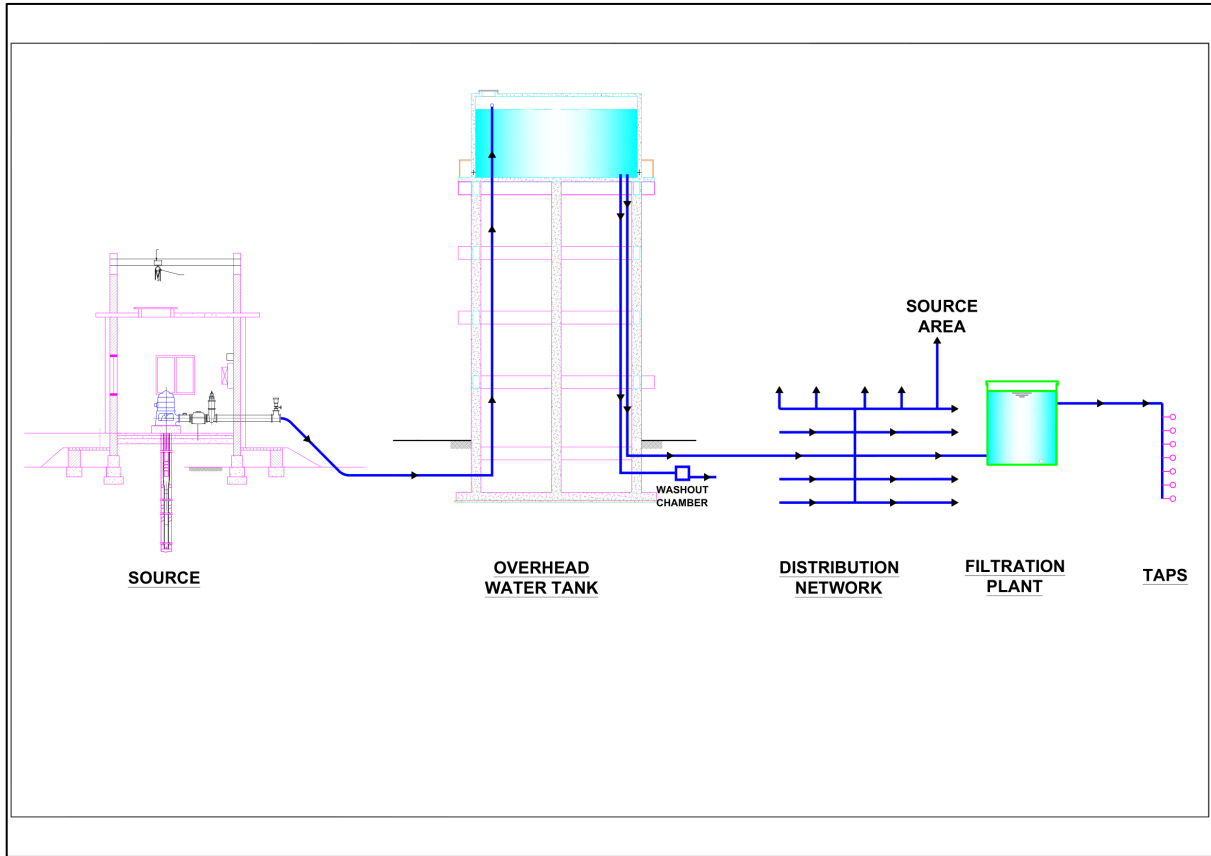 SOURCE
AREA
WASHOUT
CHAMBER
SOURCE
OVERHEAD
WATER TANK
DISTRIBUTION
NETWORK
FILTRATION
PLANT
TAPS